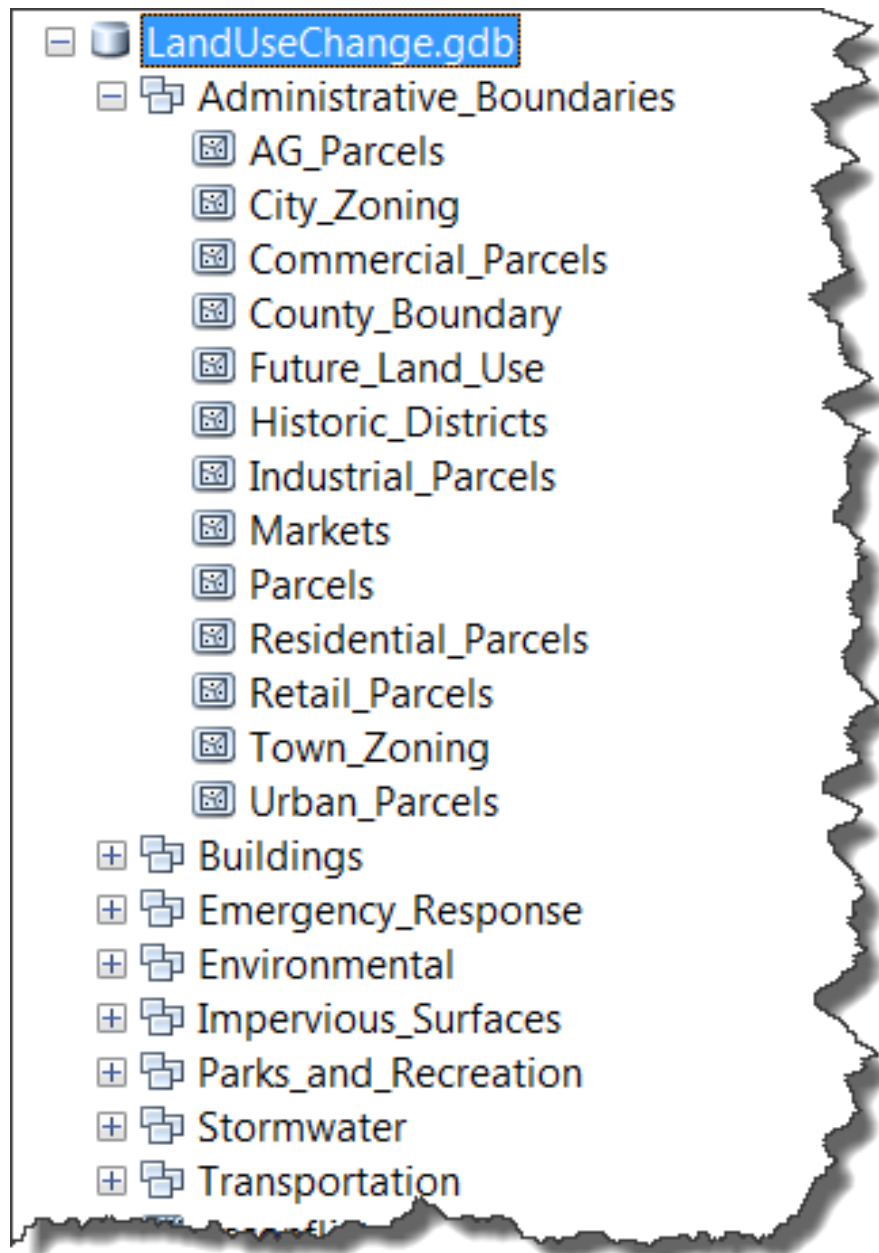 LandUseChange.gdb
Administrative_Boundaries
AG_Parcels
City_Zoning
Commercial_Parcels
County_Boundary
Future_Land_Use
Historic_Districts
Industrial_Parcels
Markets
Parcels
Residential_Parcels
Retail_Parcels
Town_Zoning
Urban_Parcels
Buildings
Emergency_Response
Environmental
Impervious_Surfaces
Parks_and_Recreation
Stormwater
Transportation